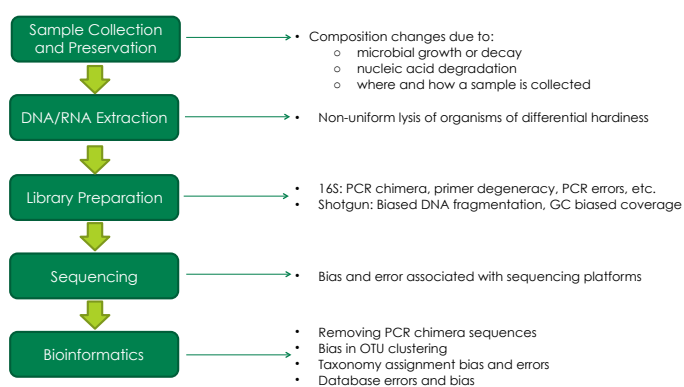 Sample Collection
and Preservation
• Composition changes due to:
o microbial growth or decay
o nucleic acid degradation
o where and how a sample is collected
DNA/RNA Extraction
• Non-uniform lysis of organisms of differential hardiness
Library Preparation
• 16S: PCR chimera, primer degeneracy, PCR errors, etc.
• Shotgun: Biased DNA fragmentation, GC biased coverage
Sequencing
• Bias and error associated with sequencing platforms
Bioinformatics
• Removing PCR chimera sequences
• Bias in OTU clustering
• Taxonomy assignment bias and errors
• Database errors and bias